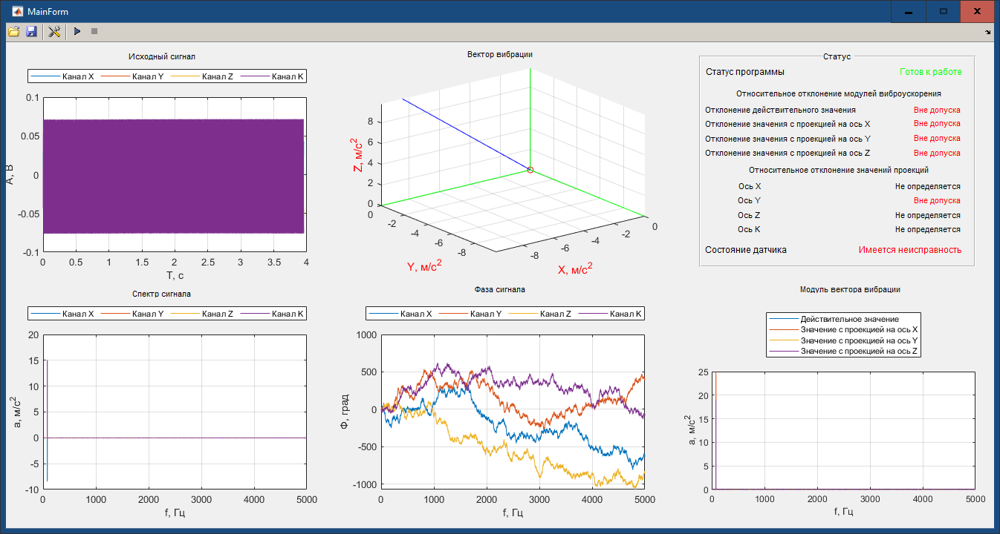 MainForm
Исходный сигнал
Канал X Канал Y Канал Z Канал K
0.1
0.05
0
-0.05
-0.1
A, В
0 0.5 1 1.5 2 2.5 3 3.5 4
T, с
Вектор вибрации
8
6
4
2
0
Z, м/с²
0
-2
-4
-6
-8
Y, м/с²
-8
-6
-4
-2
0
X, м/с²
Статус
Статус программы Готов к работе
Относительное отклонение модулей виброускорения
Отклонение действительного значения Вне допуска
Отклонение значения с проекцией на ось X Вне допуска
Отклонение значения с проекцией на ось Y Вне допуска
Отклонение значения с проекцией на ось Z Вне допуска
Относительное отклонение значений проекций
Ось X Не определяется
Ось Y Вне допуска
Ось Z Не определяется
Ось K Не определяется
Состояние датчика Имеется неисправность
Спектр сигнала
Канал X Канал Y Канал Z Канал K
20
15
10
5
0
-5
-10
a, м/с²
0 1000 2000 3000 4000 5000
f, Гц
Фаза сигнала
Канал X Канал Y Канал Z Канал K
1000
500
0
-500
-1000
Ф, град
0 1000 2000 3000 4000 5000
f, Гц
Модуль вектора вибрации
Действительное значение
Значение с проекцией на ось X
Значение с проекцией на ось Y
Значение с проекцией на ось Z
25
20
15
10
5
0
a, м/с²
0 1000 2000 3000 4000 5000
f, Гц